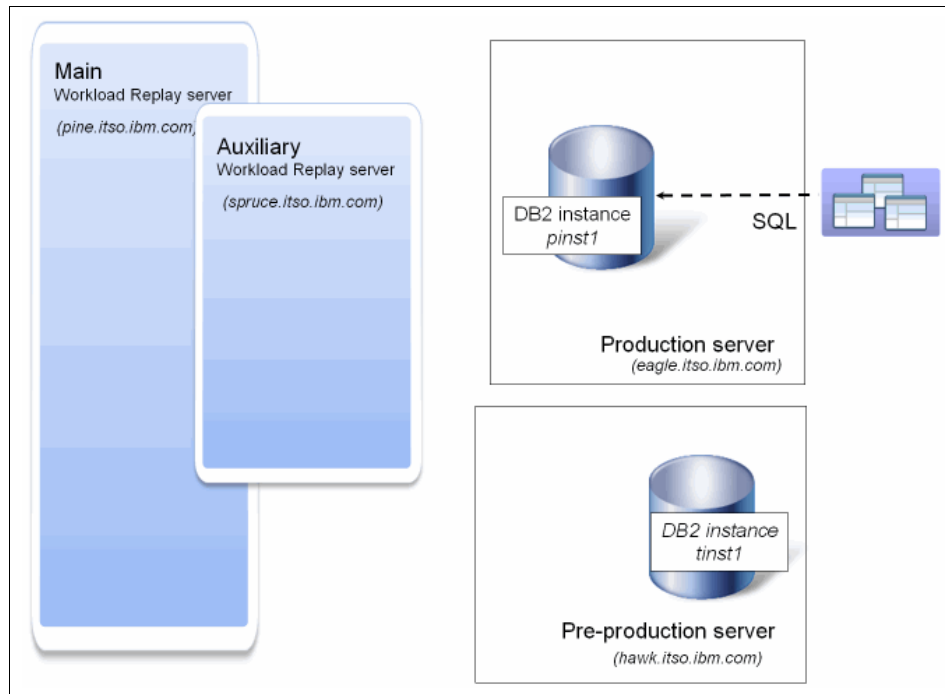 Main
Workload Replay server
(pine.itso.ibm.com)
Auxiliary
Workload Replay server
(spruce.itso.ibm.com)
DB2 instance
pinst1
SQL
Production server
(eagle.itso.ibm.com)
DB2 instance
tinst1
Pre-production server
(hawk.itso.ibm.com)